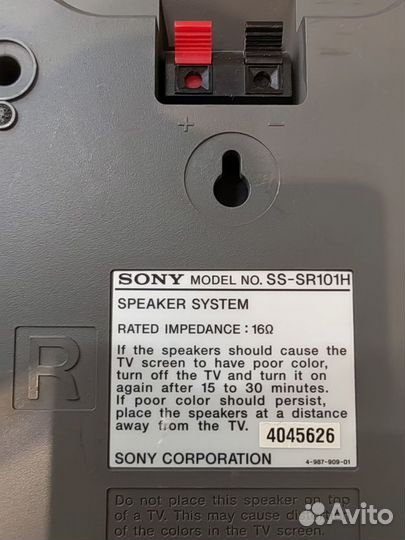 + −
SONY MODEL NO. SS-SR101H
SPEAKER SYSTEM
RATED IMPEDANCE : 16Ω
If the speakers should cause the
TV screen to have poor color,
turn off the TV and turn it on
again after 15 to 30 minutes.
If poor color should persist,
place the speakers at a distance
away from the TV.
4045626
SONY CORPORATION 4-987-909-01
R
Do not place this speaker on top
of a TV. This may cause
of the colors in the TV screen.
Avito